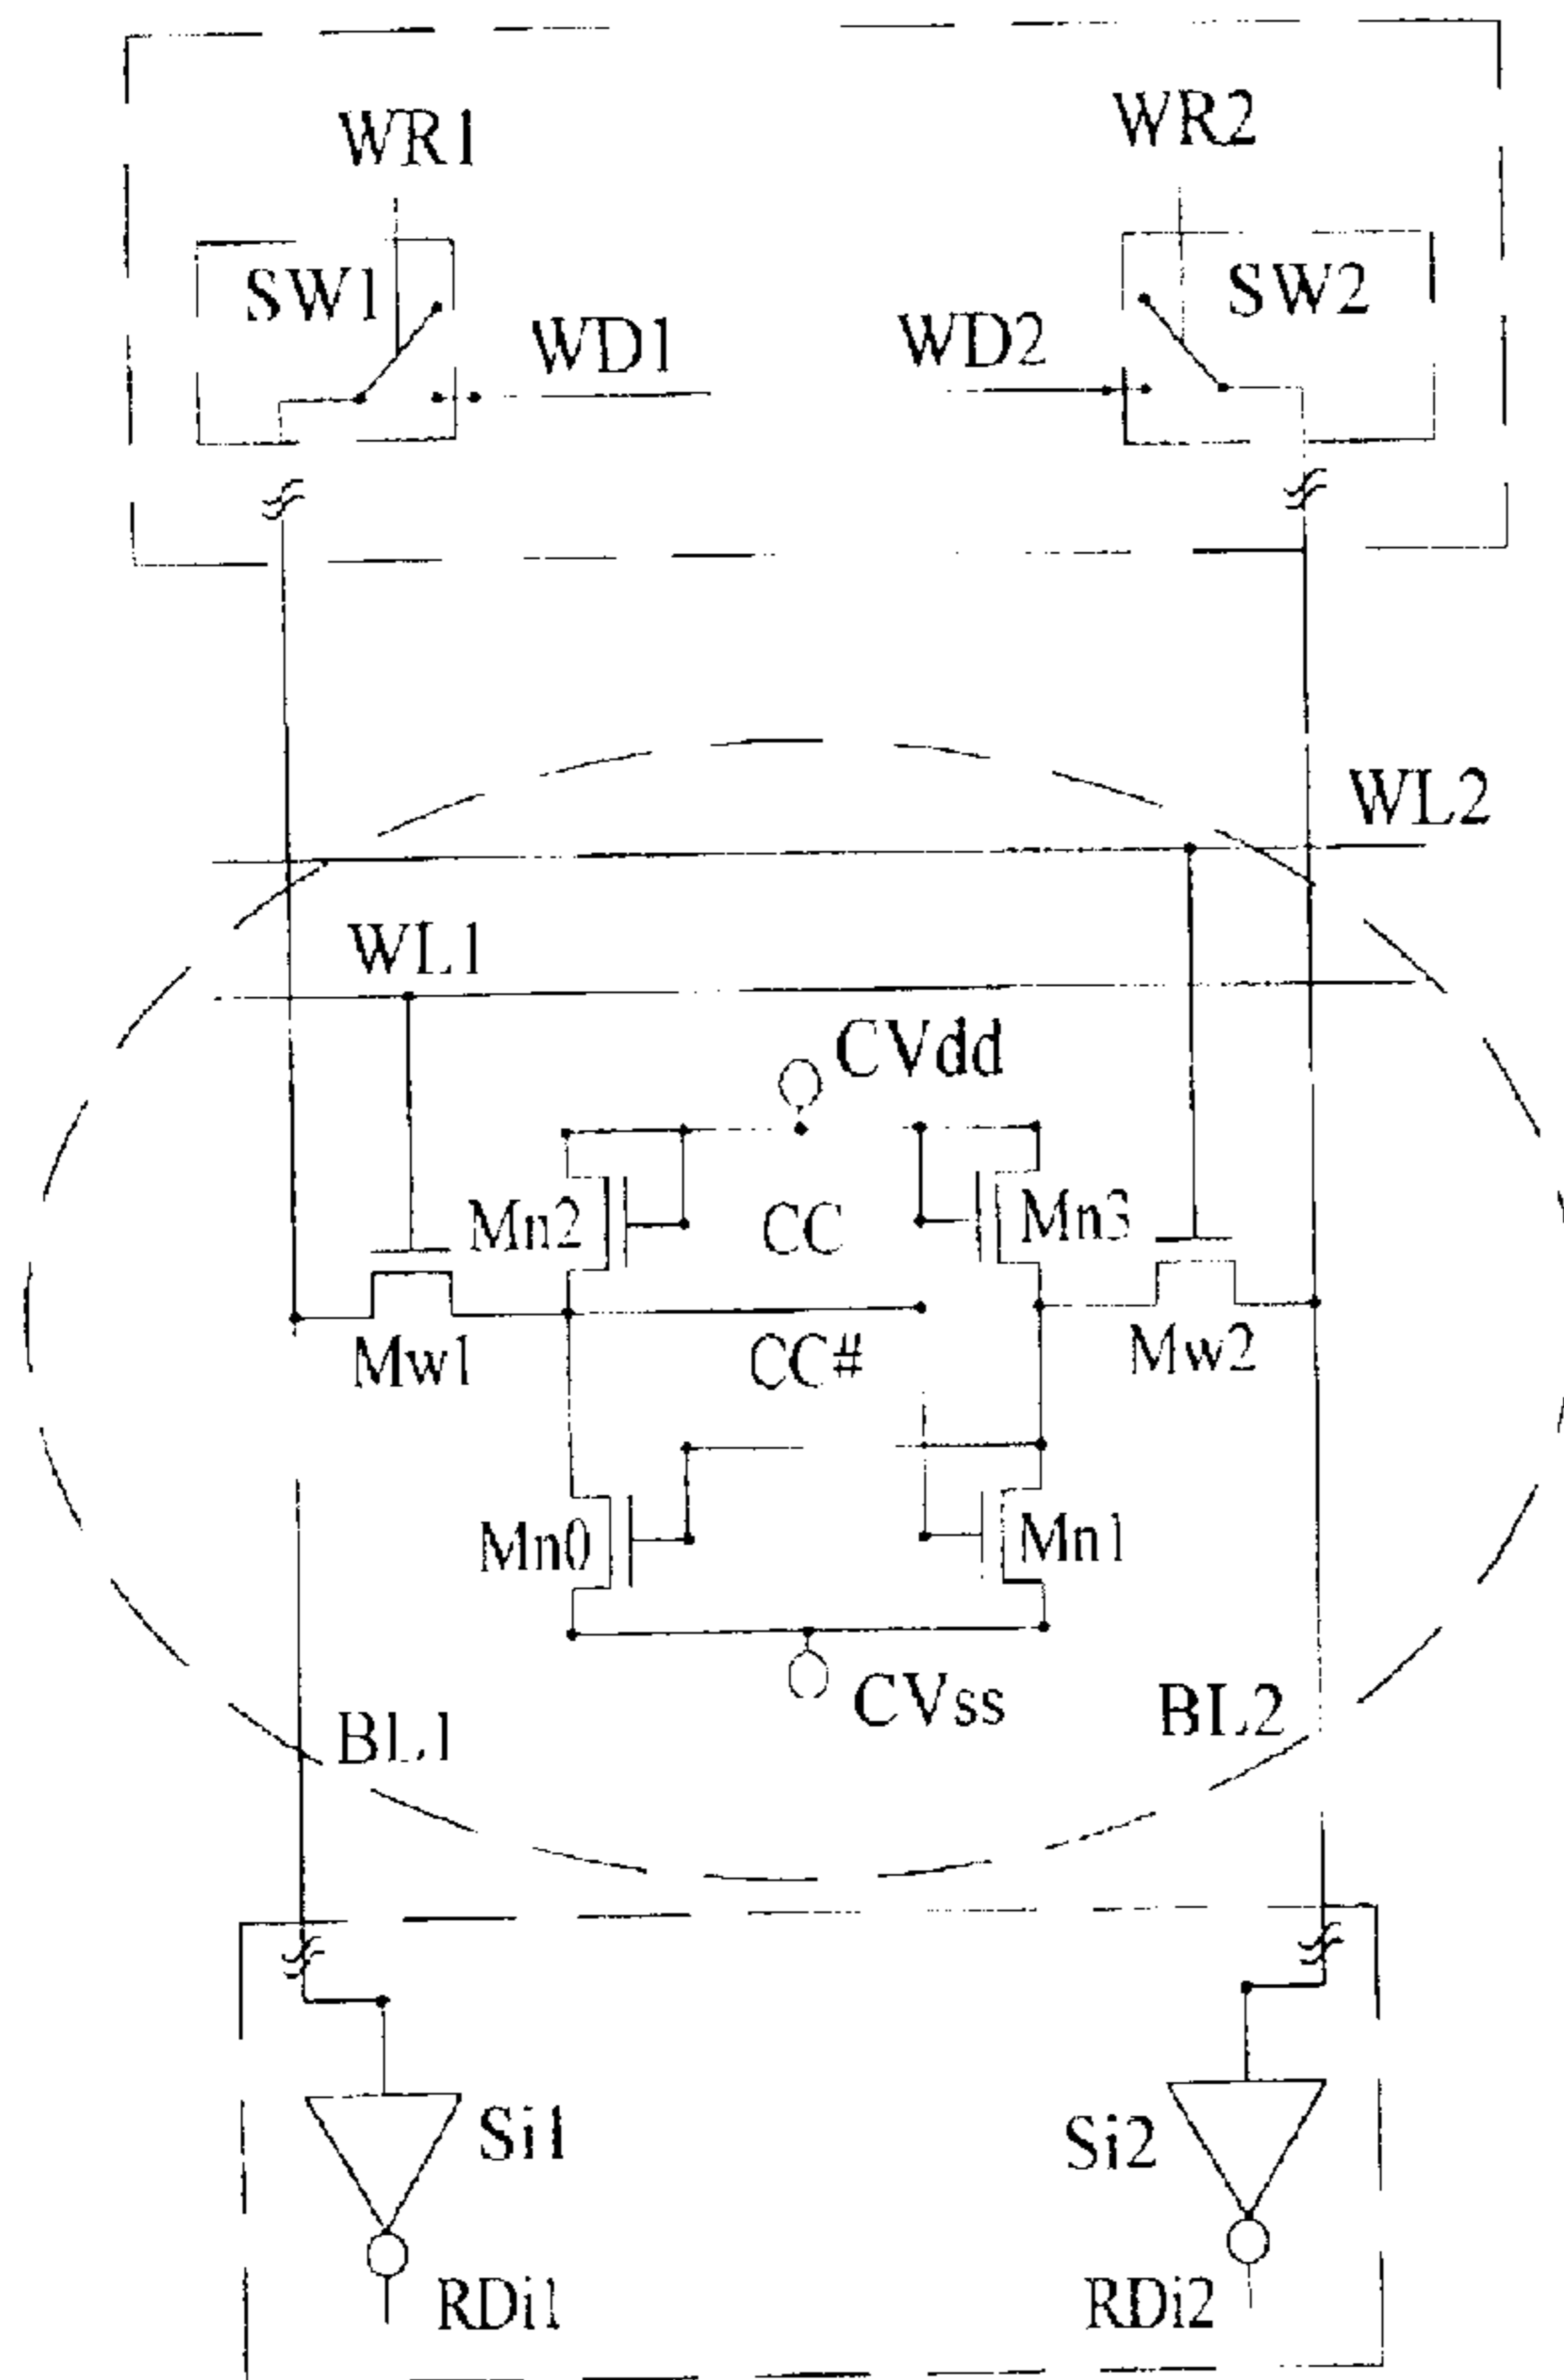 WR1
WR2
SW1
SW2
WD1
WD2
WL2
WL1
CVdd
Mn2
CC
Mn3
Mw1
CC#
Mw2
Mn0
Mn1
CVss
BL1
BL2
Si1
Si2
RDi1
RDi2